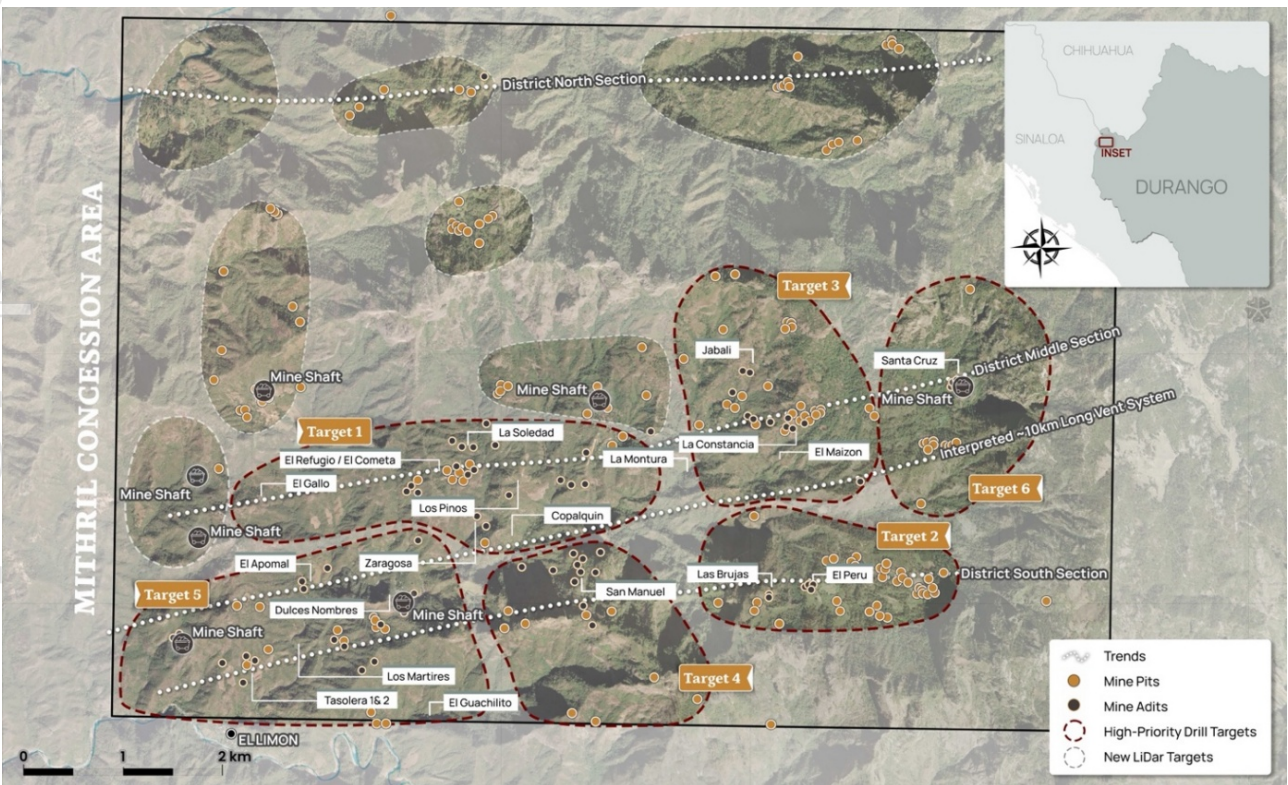 District North Section
CHIHUAHUA
SINALOA
INSET
DURANGO
MITHRIL CONCESSION AREA
Target 3
Jabali
Santa Cruz
District Middle Section
Mine Shaft
Mine Shaft
Mine Shaft
Interpreted ~10km Long Vent System
Target 1
La Soledad
La Constancia
El Maizon
El Refugio / El Cometa
La Montura
El Gallo
Mine Shaft
Target 6
Los Pinos
Copalquin
Mine Shaft
Target 2
El Apomal
Zaragosa
Las Brujas
El Peru
District South Section
Target 5
San Manuel
Dulces Nombres
Mine Shaft
Mine Shaft
Los Martires
Target 4
Tasolera 1& 2
El Guachilito
EL LIMON
0 1 2 km
Trends
Mine Pits
Mine Adits
High-Priority Drill Targets
New LiDar Targets